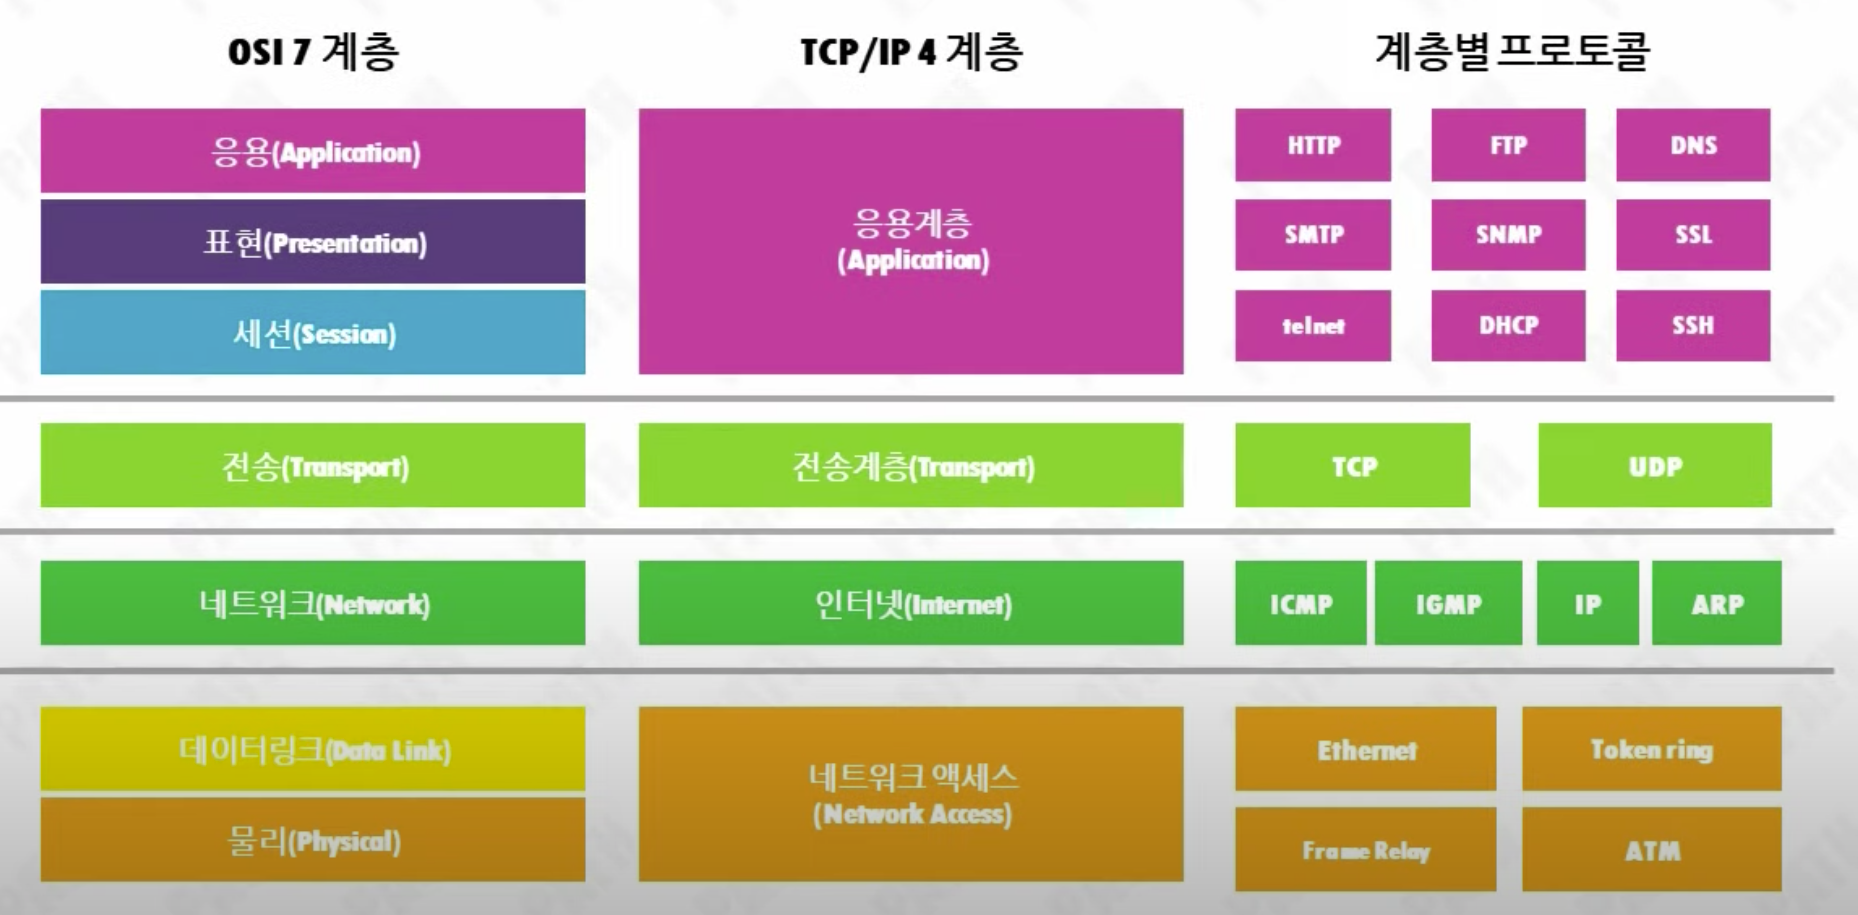 OSI 7 계층
TCP/IP 4 계층
계층별 프로토콜
응용(Application)
표현(Presentation)
세션(Session)
응용계층
(Application)
HTTP
FTP
DNS
SMTP
SNMP
SSL
telnet
DHCP
SSH
전송(Transport)
전송계층(Transport)
TCP
UDP
네트워크(Network)
인터넷(Internet)
ICMP
IGMP
IP
ARP
데이터링크(Data Link)
물리(Physical)
네트워크 액세스
(Network Access)
Ethernet
Token ring
Frame Relay
ATM